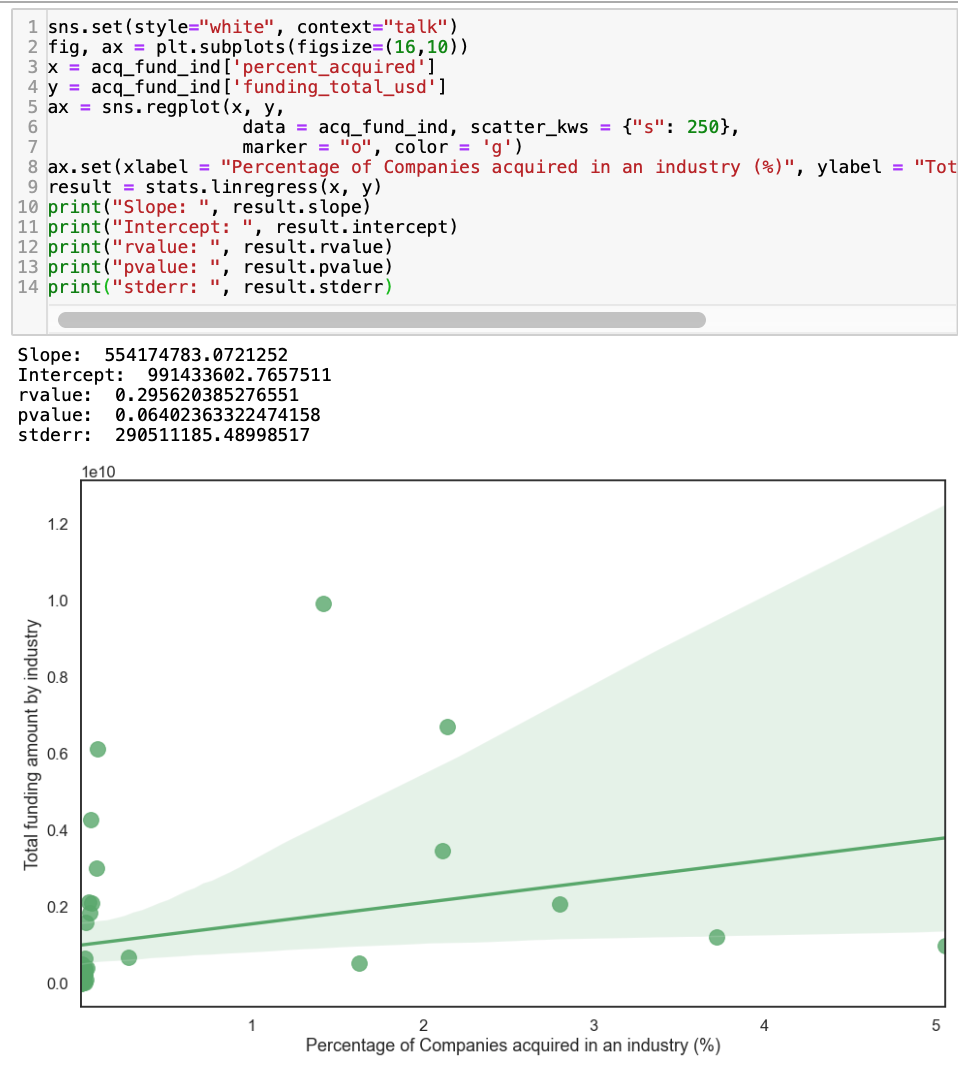 1 sns.set(style="white", context="talk")
2 fig, ax = plt.subplots(figsize=(16,10))
3 x = acq_fund_ind['percent_acquired']
4 y = acq_fund_ind['funding_total_usd']
5 ax = sns.regplot(x, y,
6                   data = acq_fund_ind, scatter_kws = {"s": 250},
7                   marker = "o", color = 'g')
8 ax.set(xlabel = "Percentage of Companies acquired in an industry (%)", ylabel = "Tot
9 result = stats.linregress(x, y)
10 print("Slope: ", result.slope)
11 print("Intercept: ", result.intercept)
12 print("rvalue: ", result.rvalue)
13 print("pvalue: ", result.pvalue)
14 print("stderr: ", result.stderr)
Slope:  554174783.0721252
Intercept:  991433602.7657511
rvalue:  0.295620385276551
pvalue:  0.06402363322474158
stderr:  290511185.48998517
1e10
1.2
1.0
0.8
0.6
0.4
0.2
0.0
Total funding amount by industry
1 2 3 4 5
Percentage of Companies acquired in an industry (%)